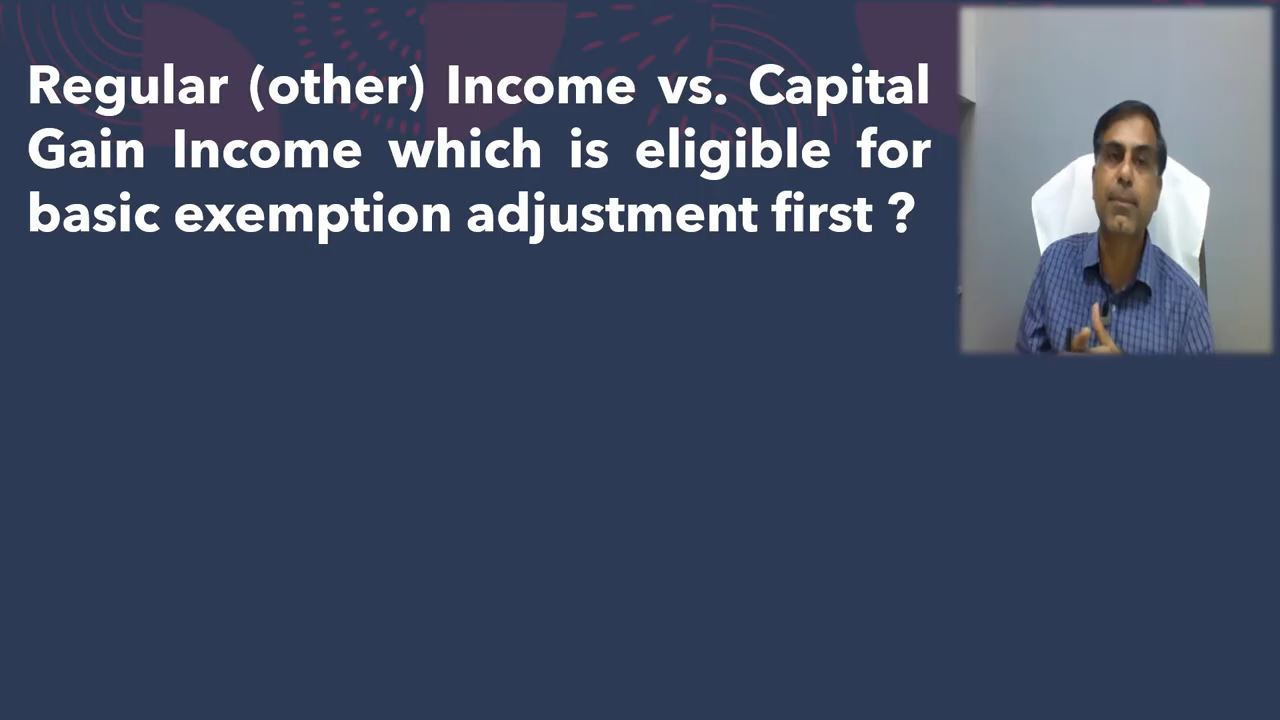 Regular (other) Income vs. Capital
Gain Income which is eligible for
basic exemption adjustment first ?